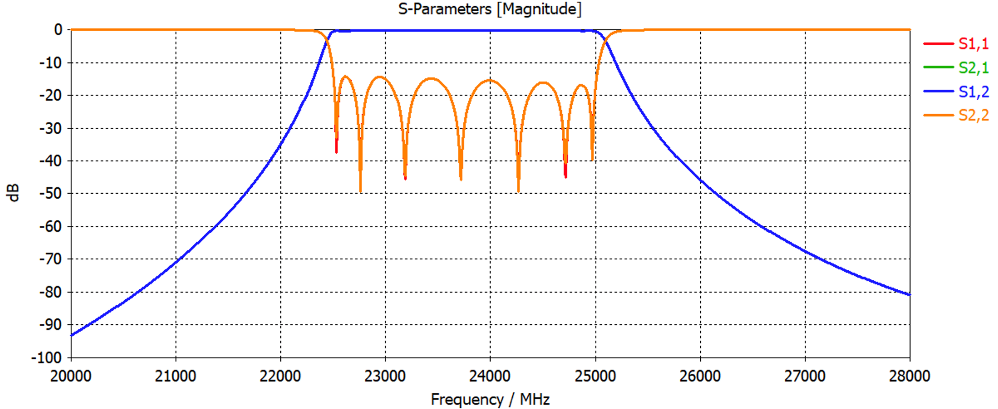 S-Parameters [Magnitude]
0
-10
-20
-30
-40
-50
-60
-70
-80
-90
-100
dB
20000 21000 22000 23000 24000 25000 26000 27000 28000
Frequency / MHz
S1,1
S2,1
S1,2
S2,2